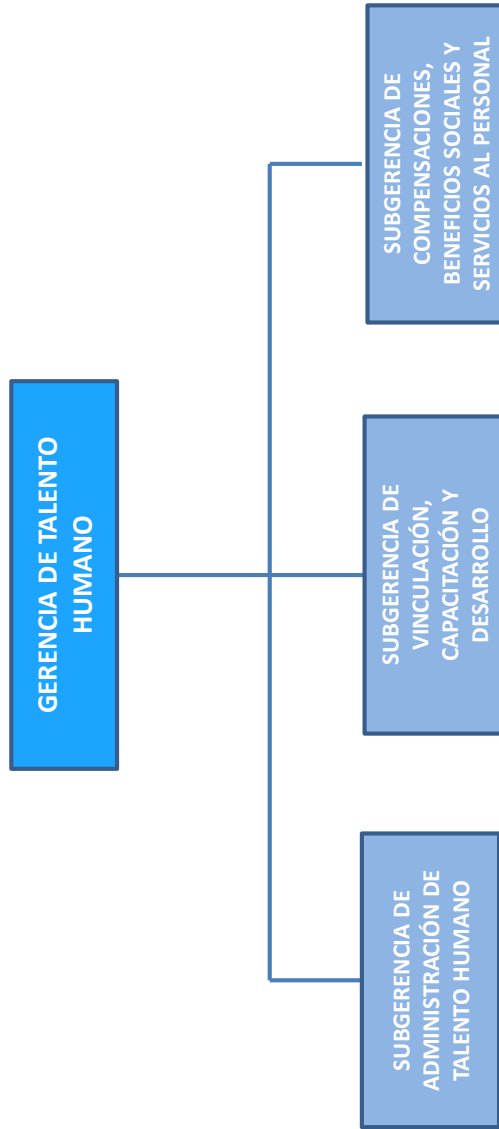 GERENCIA DE TALENTO
HUMANO
SUBGERENCIA DE
ADMINISTRACIÓN DE
TALENTO HUMANO
SUBGERENCIA DE
VINCULACIÓN,
CAPACITACIÓN Y
DESARROLLO
SUBGERENCIA DE
COMPENSACIONES,
BENEFICIOS SOCIALES Y
SERVICIOS AL PERSONAL